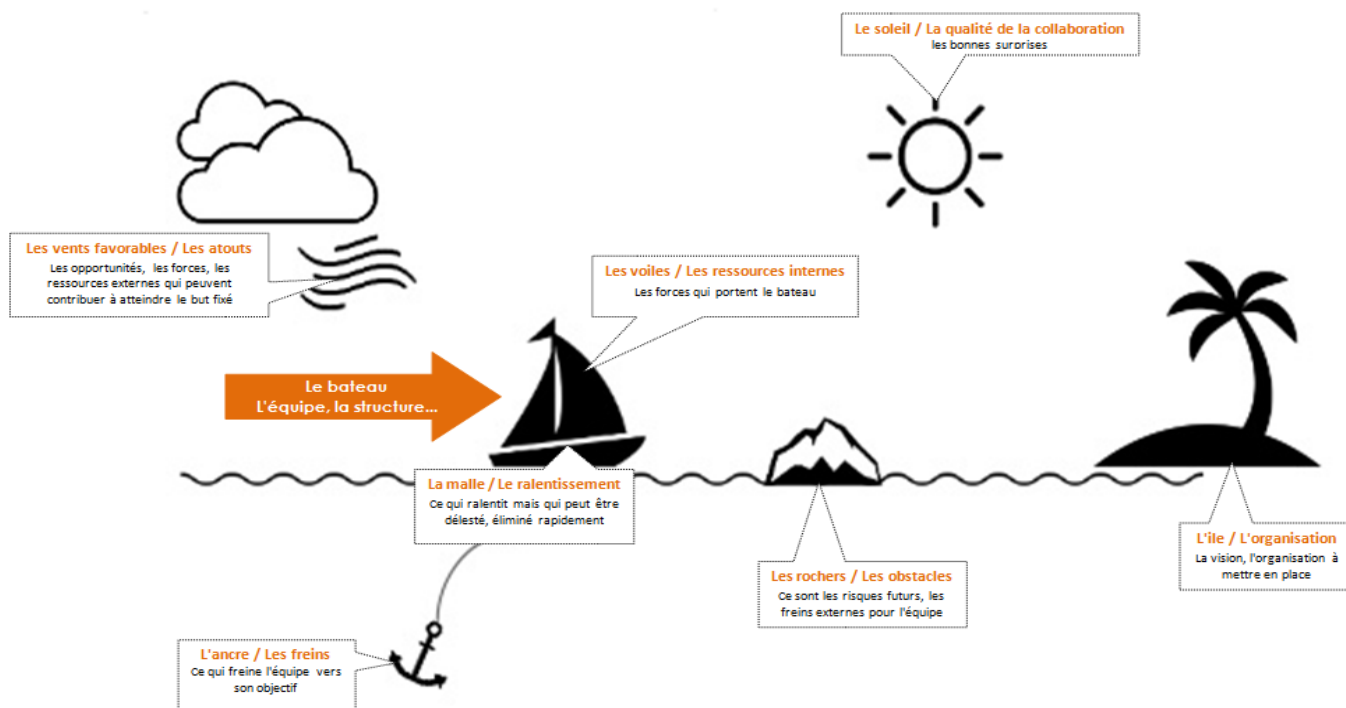 Le soleil / La qualité de la collaboration
les bonnes surprises
Les vents favorables / Les atouts
Les opportunités, les forces, les
ressources externes qui peuvent
contribuer à atteindre le but fixé
Les voiles / Les ressources internes
Les forces qui portent le bateau
Le bateau
L'équipe, la structure...
La malle / Le ralentissement
Ce qui ralentit mais qui peut être
délesté, éliminé rapidement
Les rochers / Les obstacles
Ce sont les risques futurs, les
freins externes pour l'équipe
L'ile / L'organisation
La vision, l'organisation à
mettre en place
L'ancre / Les freins
Ce qui freine l'équipe vers
son objectif